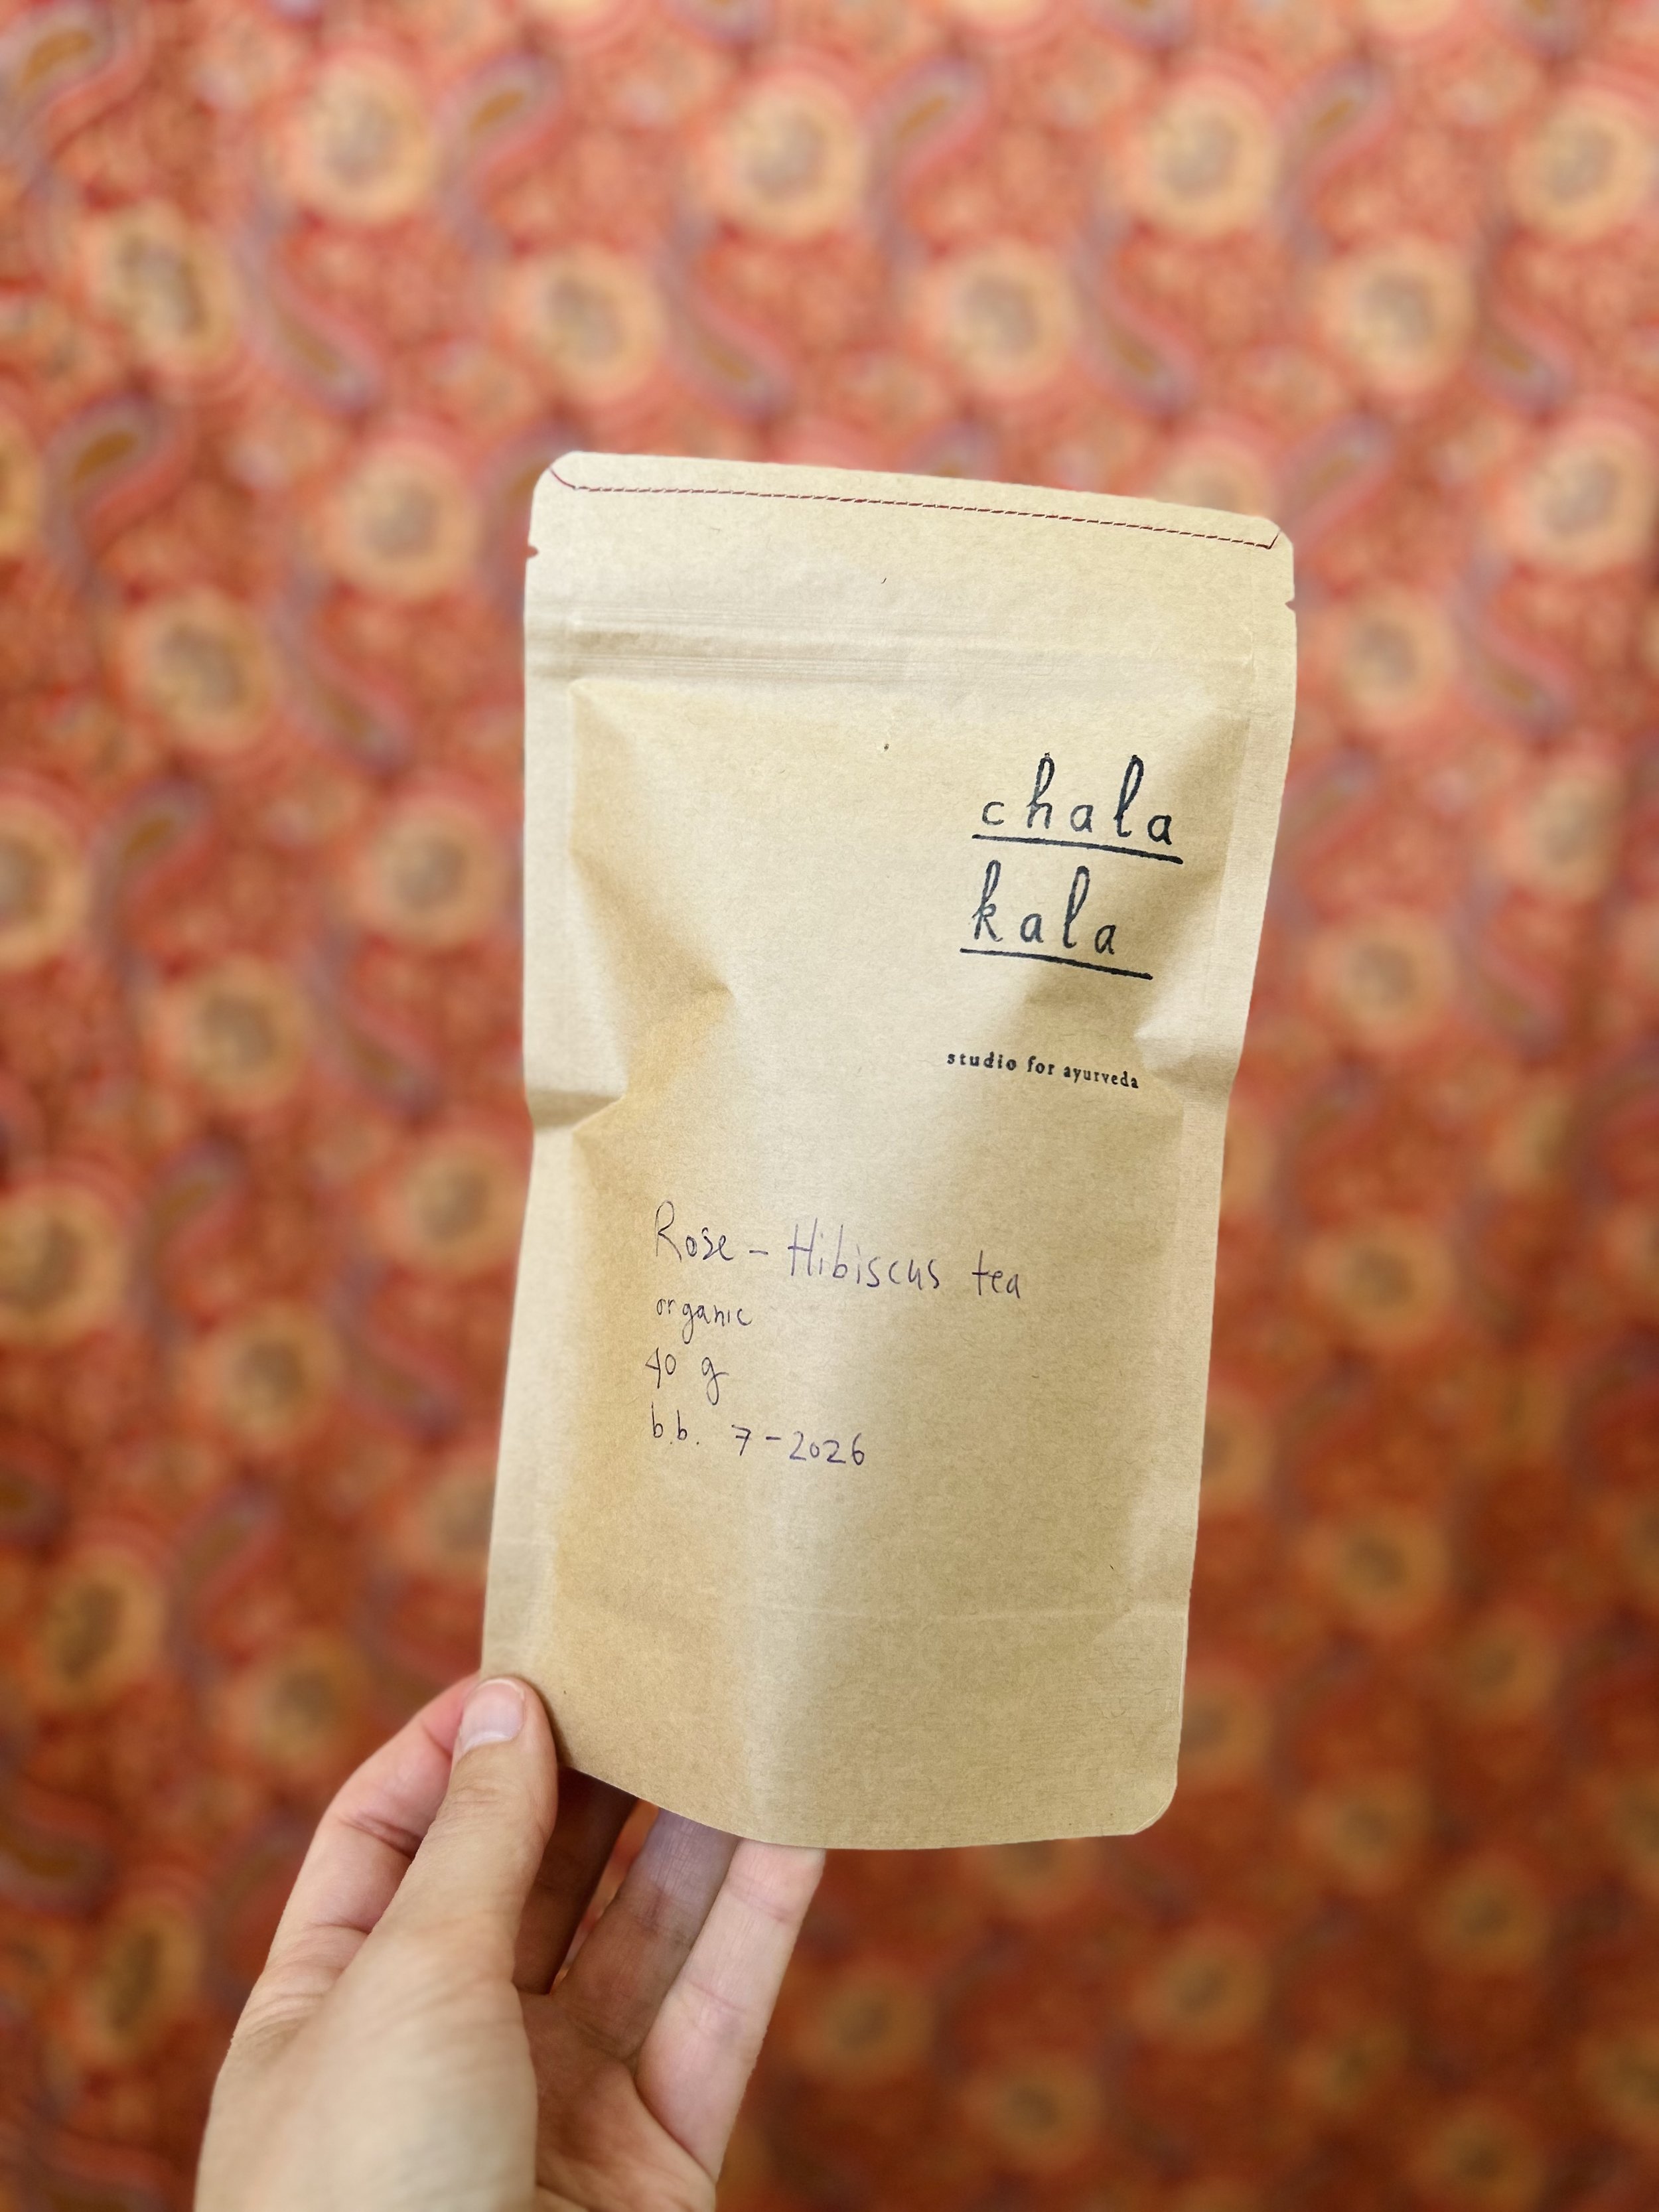 chala
kala
studio for ayurveda
Rose - Hibiscus tea
organic
40 g
b.b. 7-2026